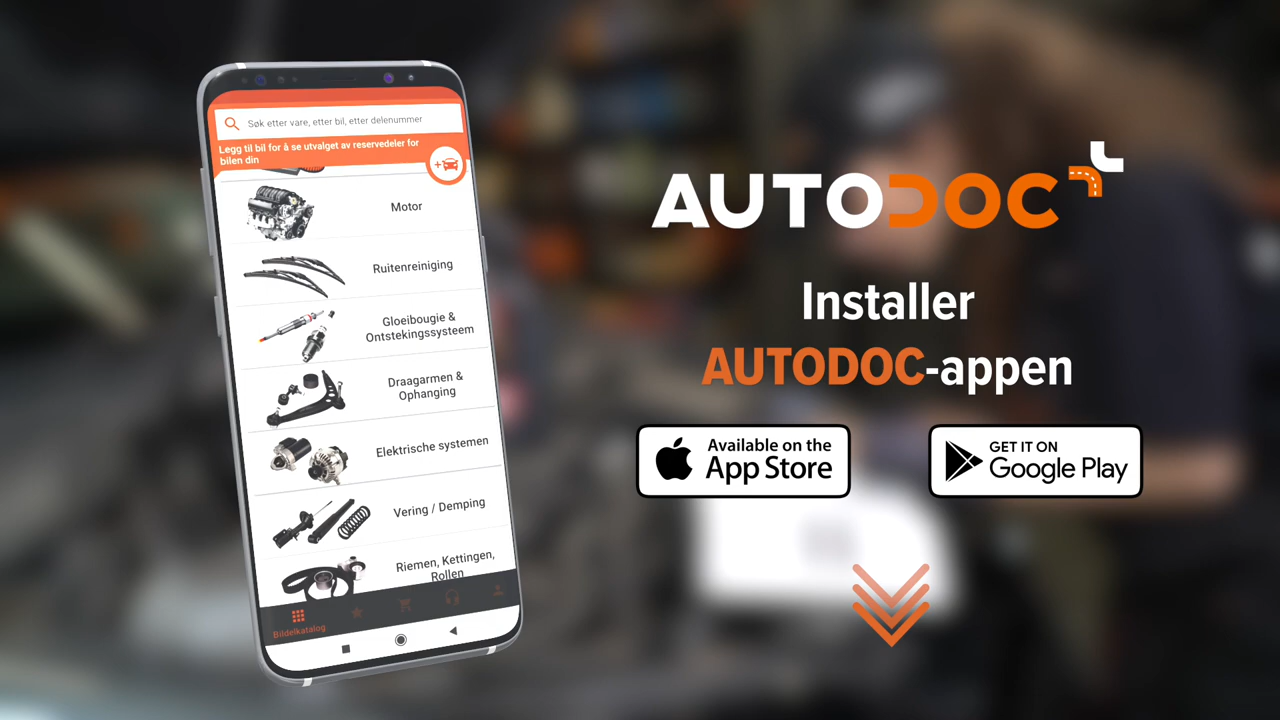 Søk etter vare, etter bil, etter delenummer
Legg til bil for å se utvalget av reservedeler for
bilen din
Motor
Ruitenreiniging
Gloeibougie &
Ontstekingssysteem
Draagarmen &
Ophanging
Elektrische systemen
Vering / Demping
Riemen, Kettingen,
Rollen
Bildelkatalog
AUTODOC
Installer
AUTODOC-appen
Available on the
App Store
GET IT ON
Google Play